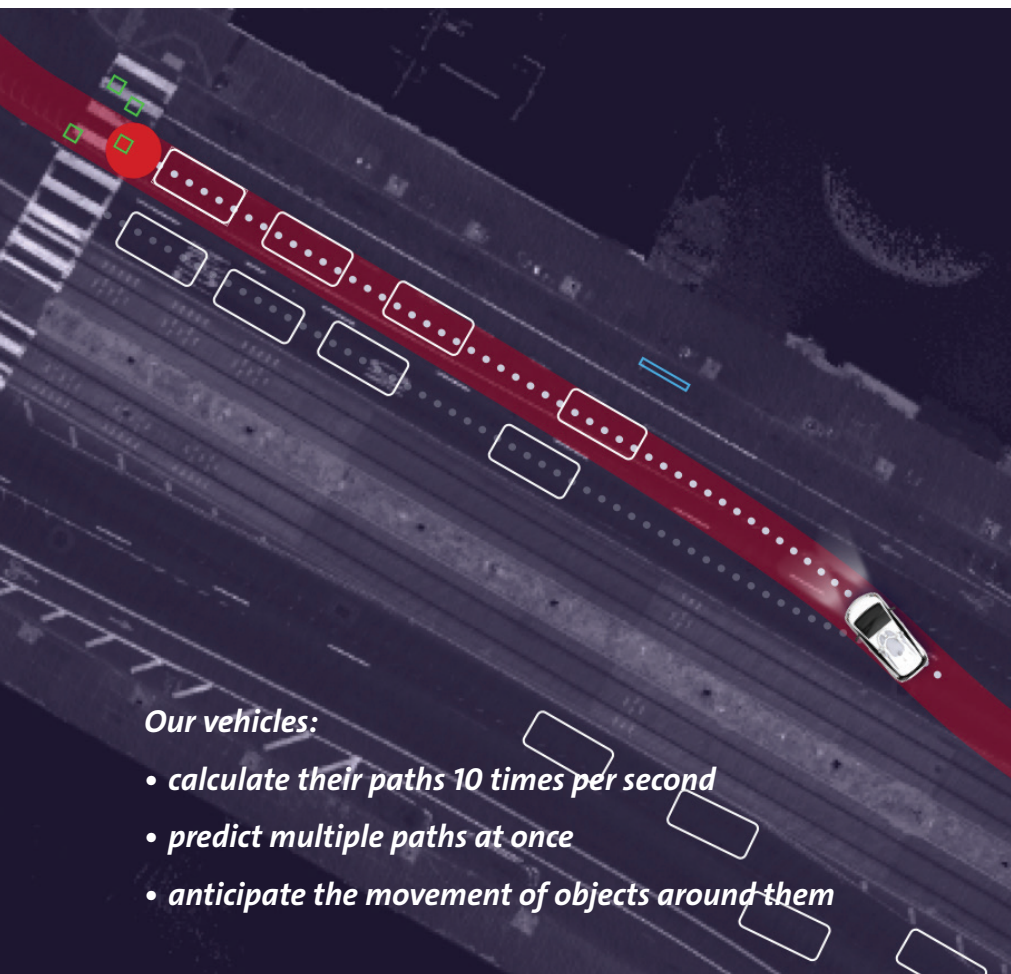 Our vehicles:
• calculate their paths 10 times per second
• predict multiple paths at once
• anticipate the movement of objects around them